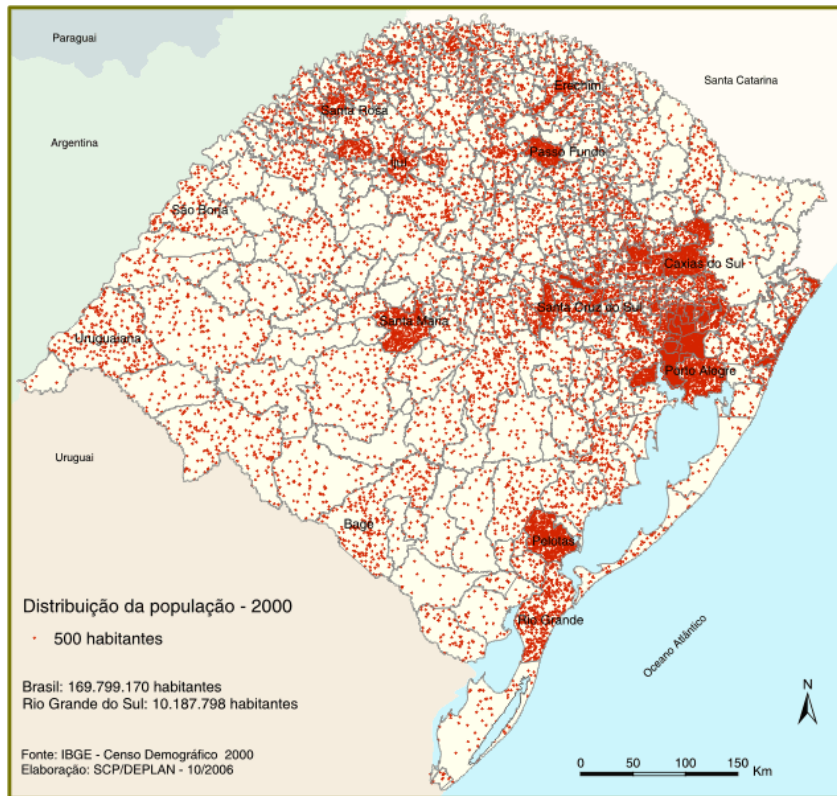 Paraguai
Santa Catarina
Erechim
Santa Rosa
Argentina
Passo Fundo
Ijuí
São Borja
Caxias do Sul
Santa Cruz do Sul
Santa Maria
Uruguaiana
Porto Alegre
Uruguai
Bagé
Pelotas
Rio Grande
Oceano Atlântico
Distribuição da população - 2000
500 habitantes
Brasil: 169.799.170 habitantes
Rio Grande do Sul: 10.187.798 habitantes
Fonte: IBGE - Censo Demográfico 2000
Elaboração: SCP/DEPLAN - 10/2006
N
0 50 100 150 Km